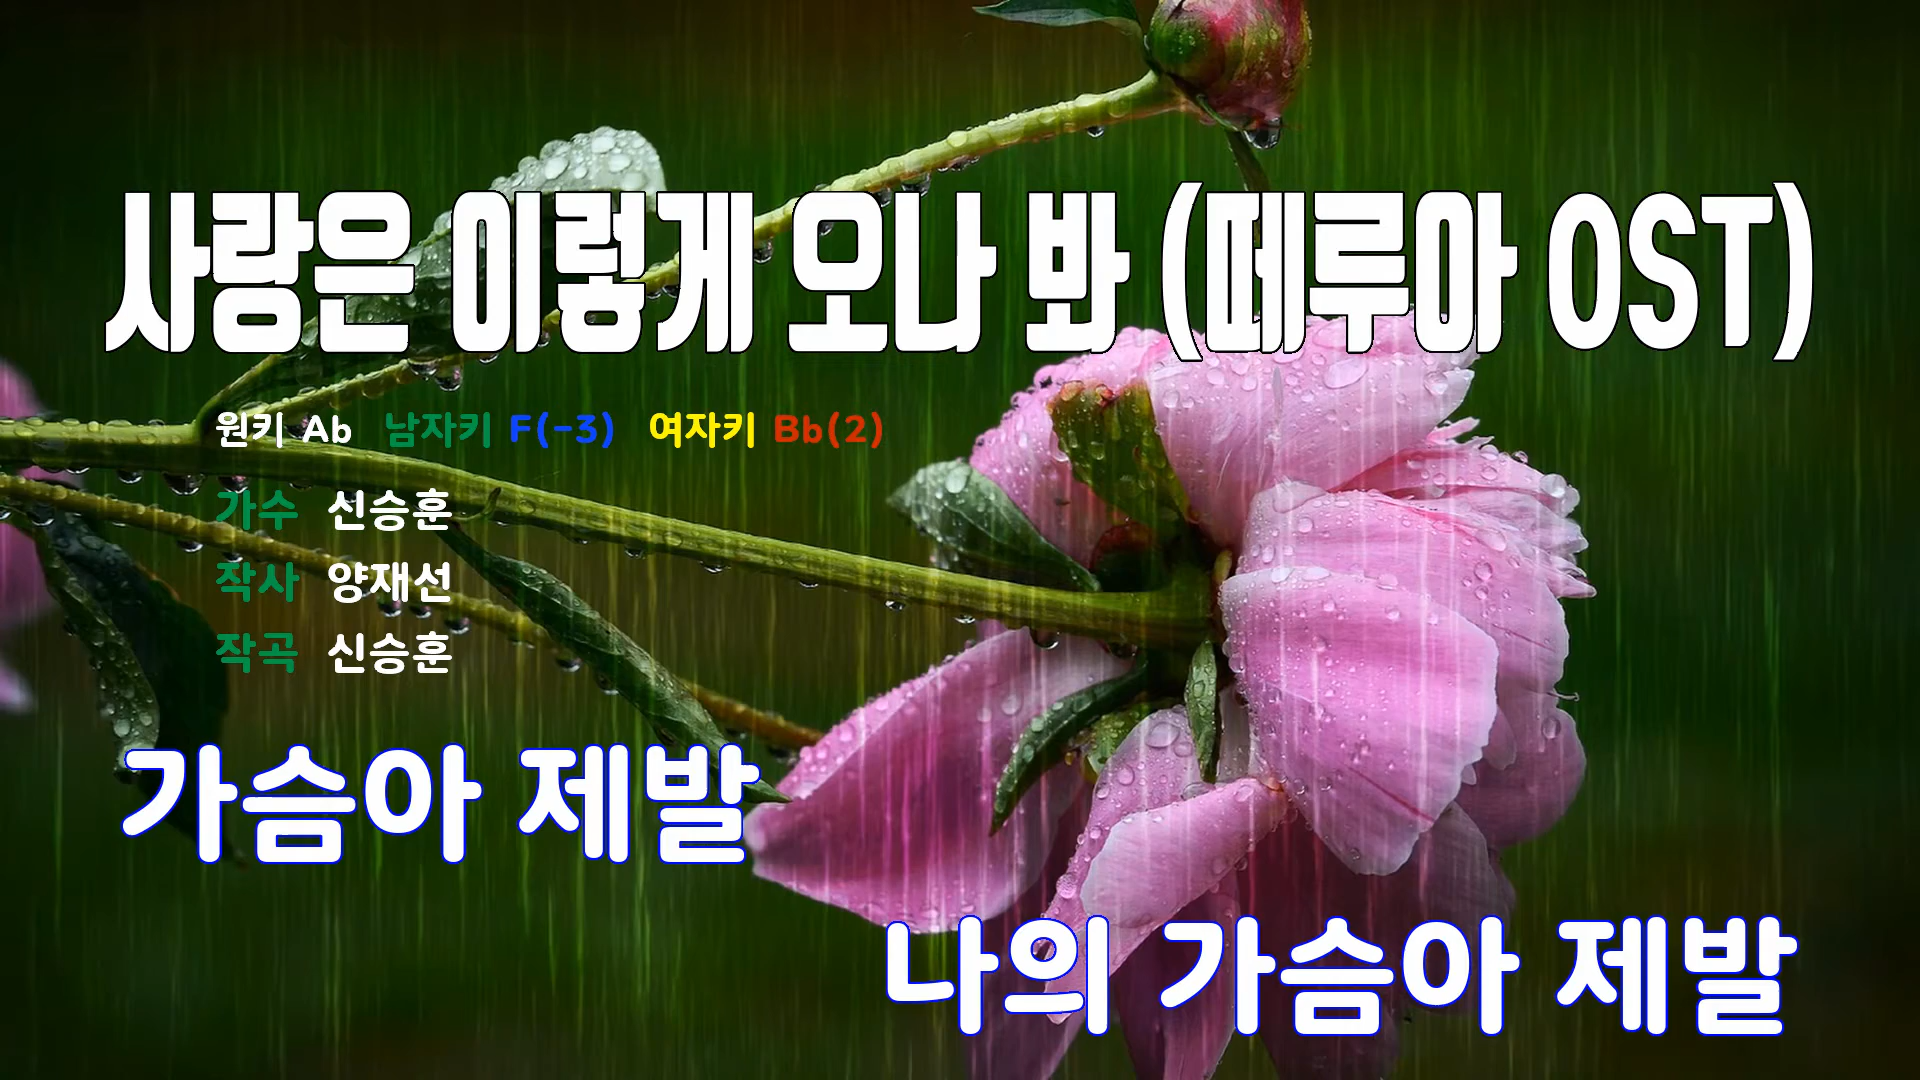 사랑은 이렇게 오나 봐 (떼루아 OST)
원키 Ab 남자키 F(-3) 여자키 Bb(2)
가수 신승훈
작사 양재선
작곡 신승훈
가슴아 제발
나의 가슴아 제발